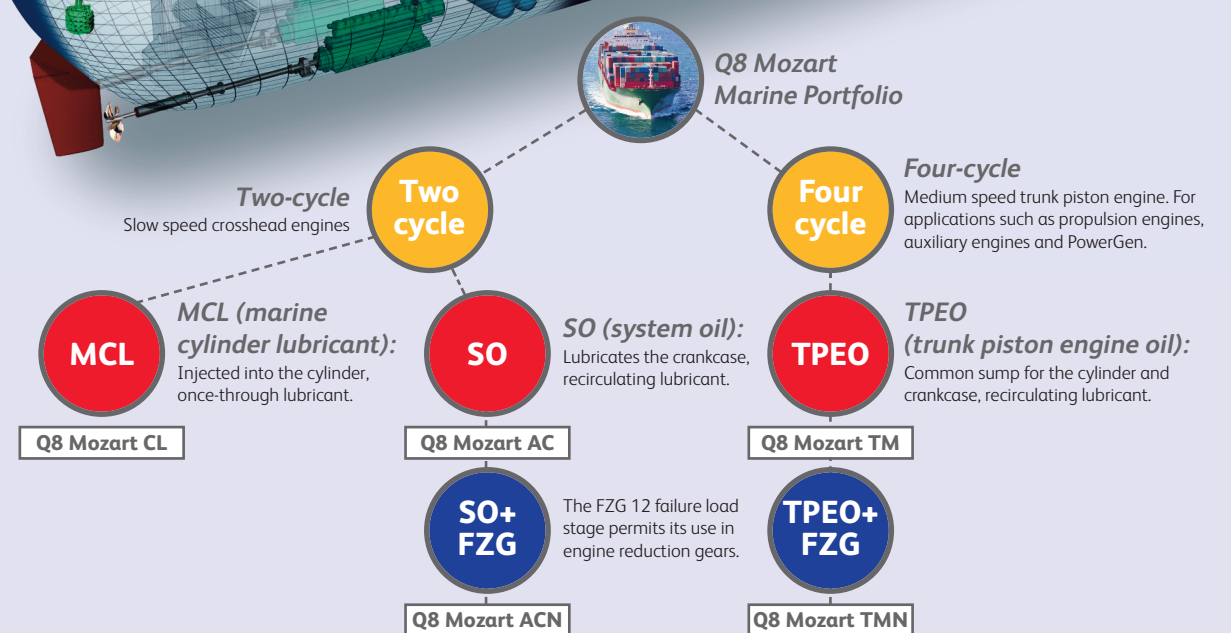 Q8 Mozart
Marine Portfolio
Two-cycle
Slow speed crosshead engines
Two
cycle
Four
cycle
Four-cycle
Medium speed trunk piston engine. For
applications such as propulsion engines,
auxiliary engines and PowerGen.
MCL
MCL (marine
cylinder lubricant):
Injected into the cylinder,
once-through lubricant.
Q8 Mozart CL
SO
SO (system oil):
Lubricates the crankcase,
recirculating lubricant.
Q8 Mozart AC
TPEO
TPEO
(trunk piston engine oil):
Common sump for the cylinder and
crankcase, recirculating lubricant.
Q8 Mozart TM
SO+
FZG
The FZG 12 failure load
stage permits its use in
engine reduction gears.
Q8 Mozart ACN
TPEO+
FZG
Q8 Mozart TMN